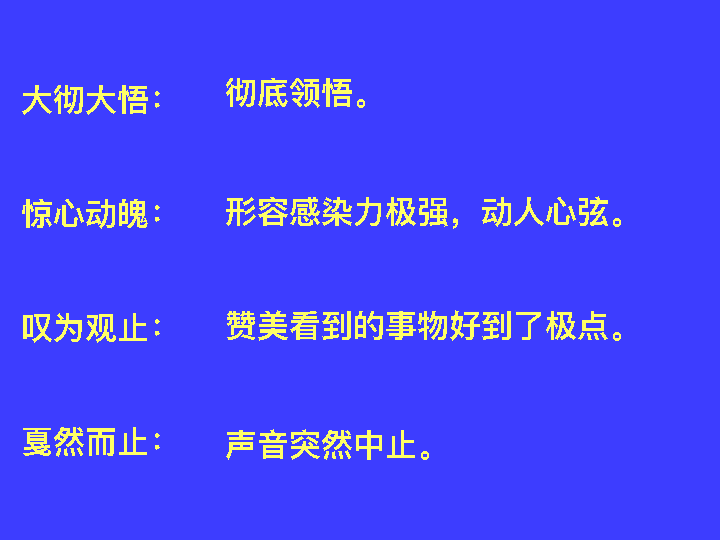 大彻大悟： 彻底领悟。
惊心动魄： 形容感染力极强，动人心弦。
叹为观止： 赞美看到的事物好到了极点。
戛然而止： 声音突然中止。